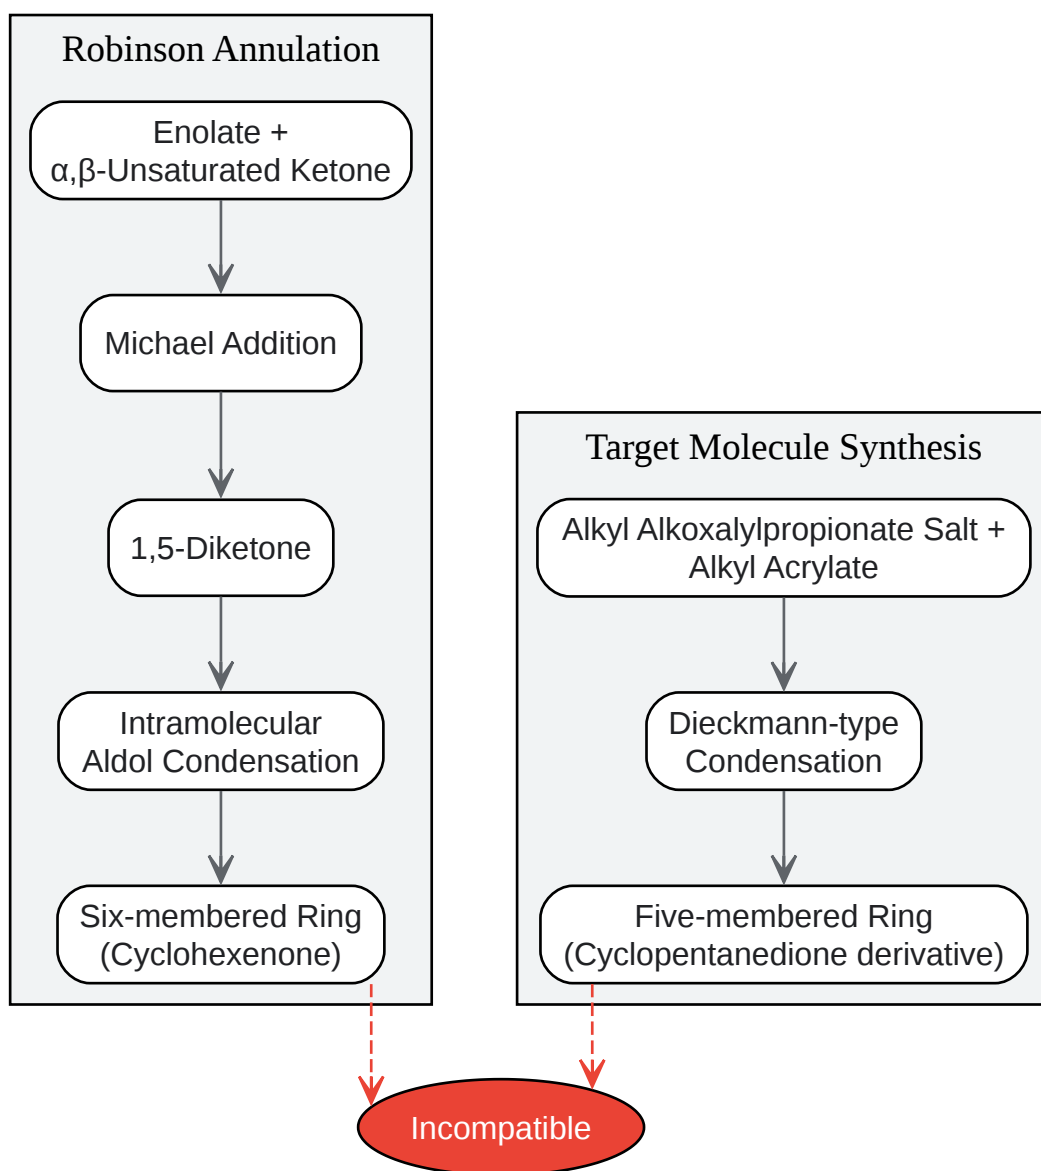 Robinson Annulation
Enolate +
α,β-Unsaturated Ketone
Michael Addition
1,5-Diketone
Intramolecular
Aldol Condensation
Six-membered Ring
(Cyclohexenone)
Target Molecule Synthesis
Alkyl Alkoxalylpropionate Salt +
Alkyl Acrylate
Dieckmann-type
Condensation
Five-membered Ring
(Cyclopentanedione derivative)
Incompatible